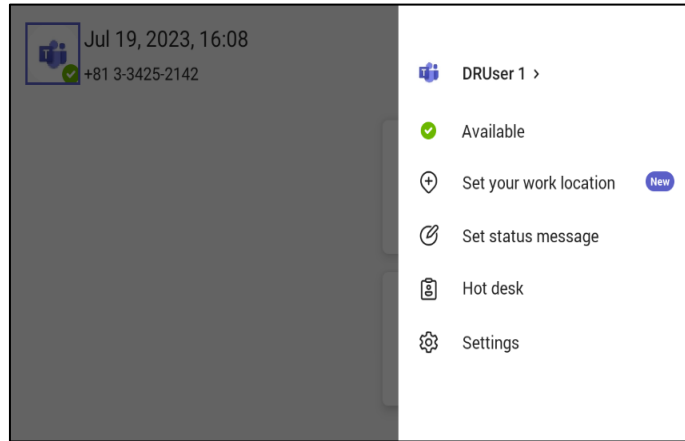 Jul 19, 2023, 16:08
+81 3-3425-2142
DRUser 1 >
Available
Set your work location New
Set status message
Hot desk
Settings